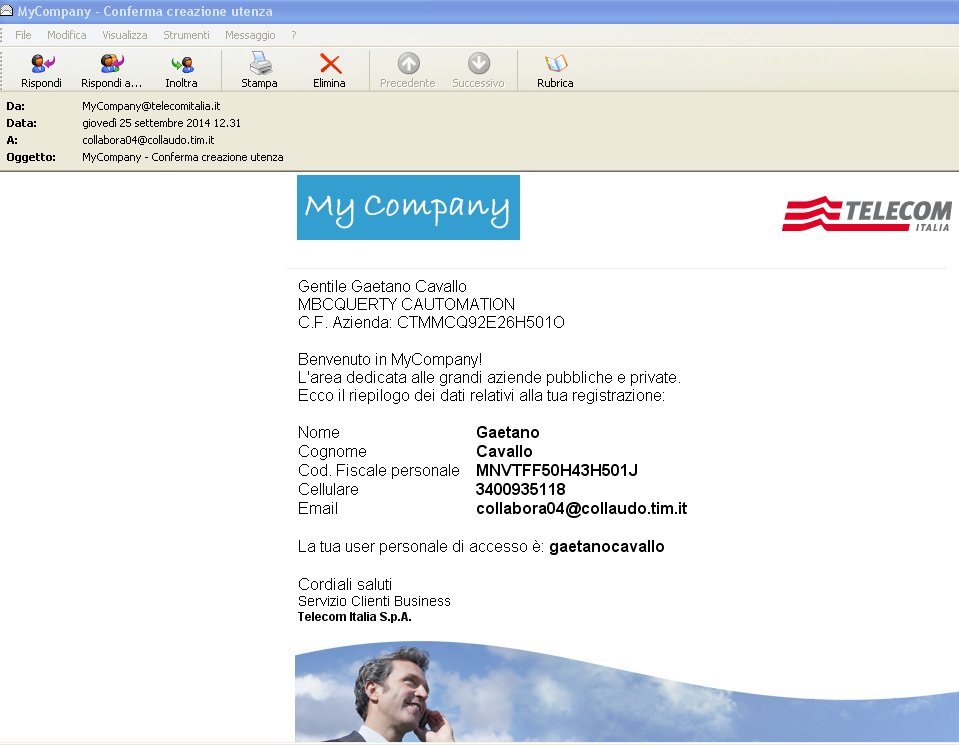 MyCompany - Conferma creazione utenza
File Modifica Visualizza Strumenti Messaggio ?
Rispondi Rispondi a... Inoltra Stampa Elimina Precedente Successivo Rubrica
Da: MyCompany@telecomitalia.it
Data: giovedì 25 settembre 2014 12.31
A: collabora04@collaudo.tim.it
Oggetto: MyCompany - Conferma creazione utenza
My Company
TELECOM
ITALIA
Gentile Gaetano Cavallo
MBCQUERTY CAUTOMATION
C.F. Azienda: CTMMCQ92E26H501O
Benvenuto in MyCompany!
L'area dedicata alle grandi aziende pubbliche e private.
Ecco il riepilogo dei dati relativi alla tua registrazione:
Nome Gaetano
Cognome Cavallo
Cod. Fiscale personale MNVTFF50H43H501J
Cellulare 3400935118
Email collabora04@collaudo.tim.it
La tua user personale di accesso è: gaetanocavallo
Cordiali saluti
Servizio Clienti Business
Telecom Italia S.p.A.